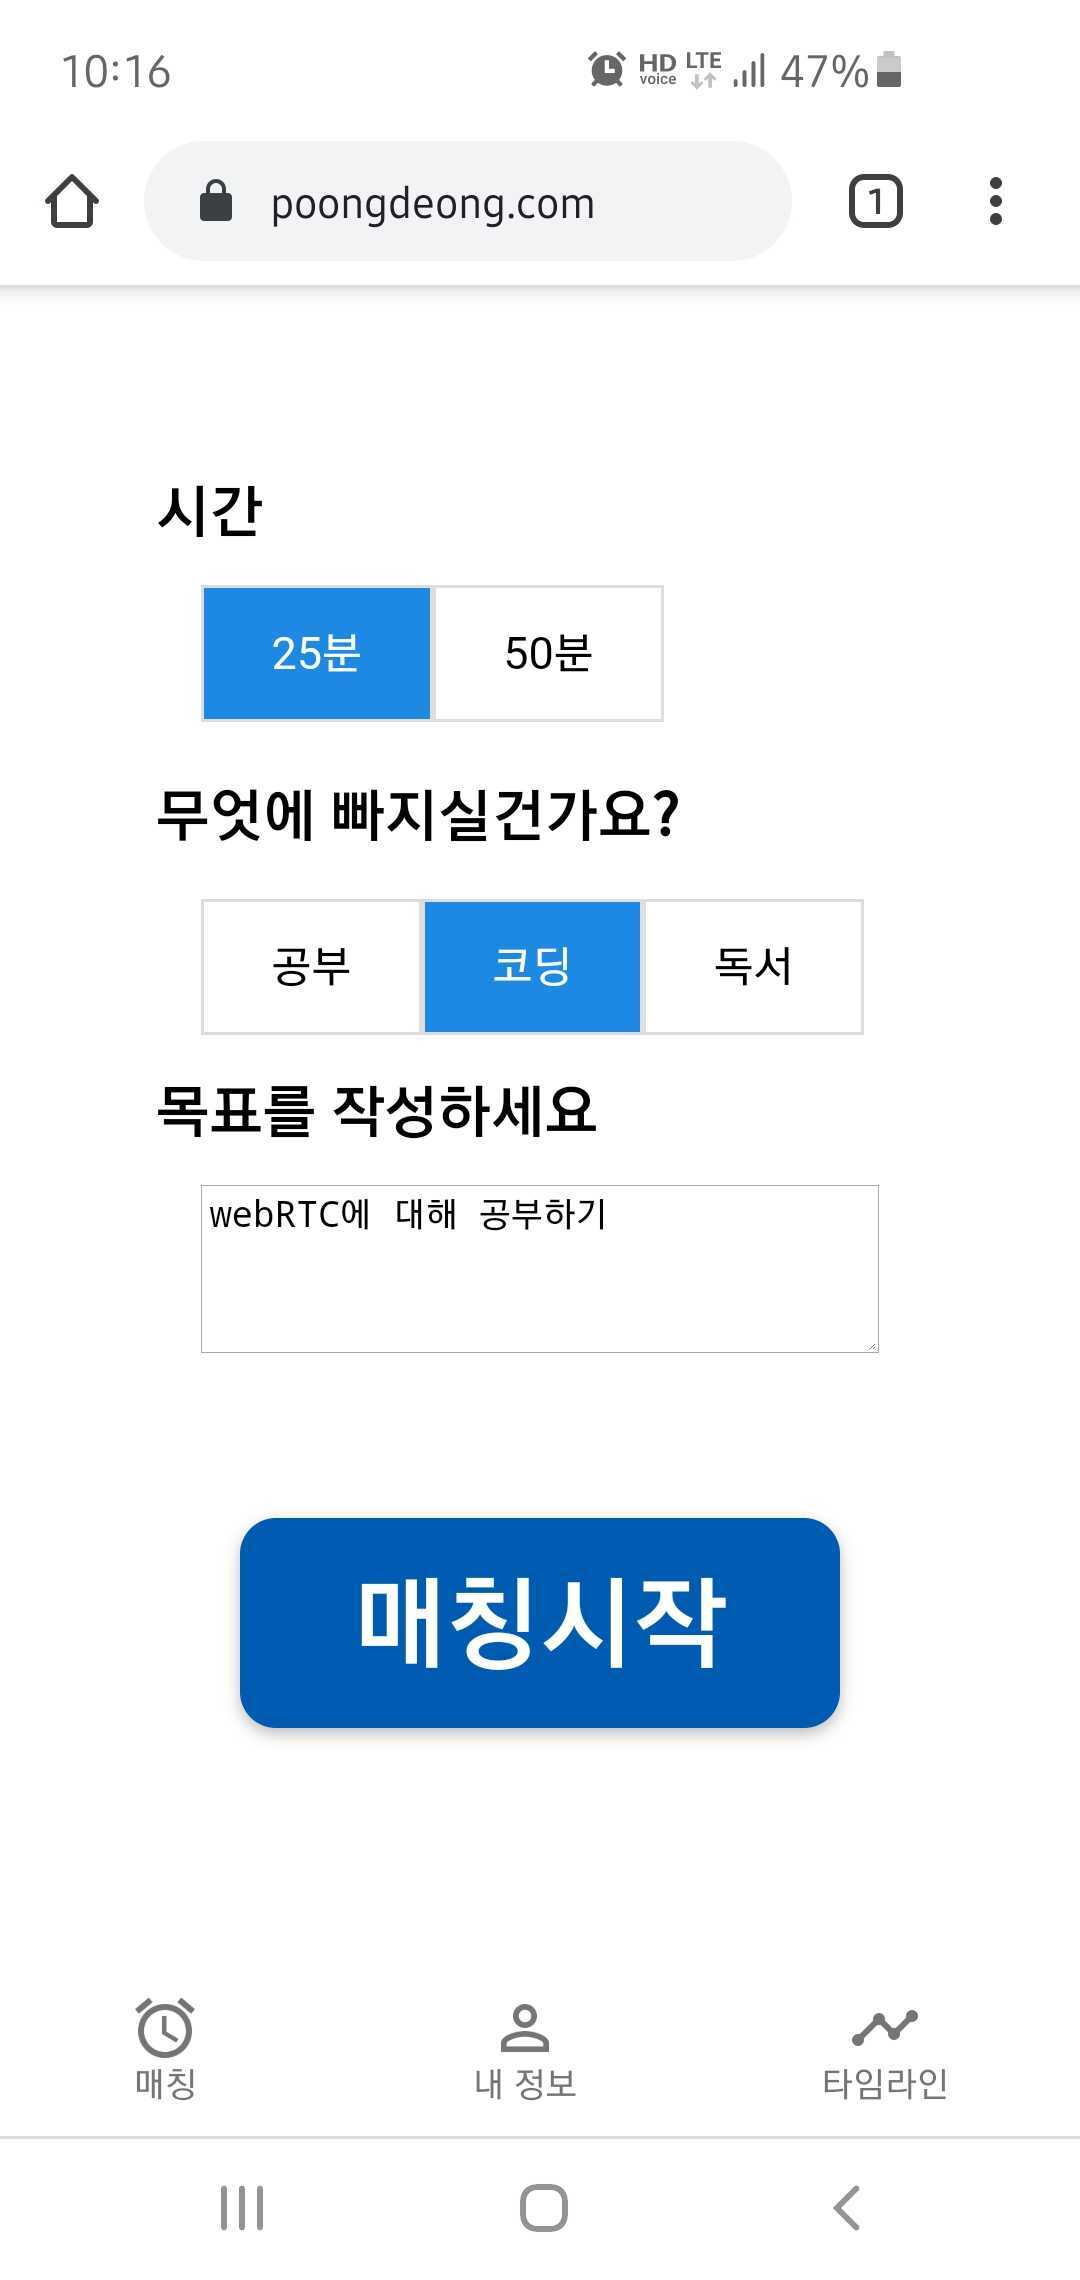 10:16
HD voice LTE 47%
poongdeong.com
1
시간
25분 50분
무엇에 빠지실건가요?
공부 코딩 독서
목표를 작성하세요
webRTC에 대해 공부하기
매칭시작
매칭 내 정보 타임라인